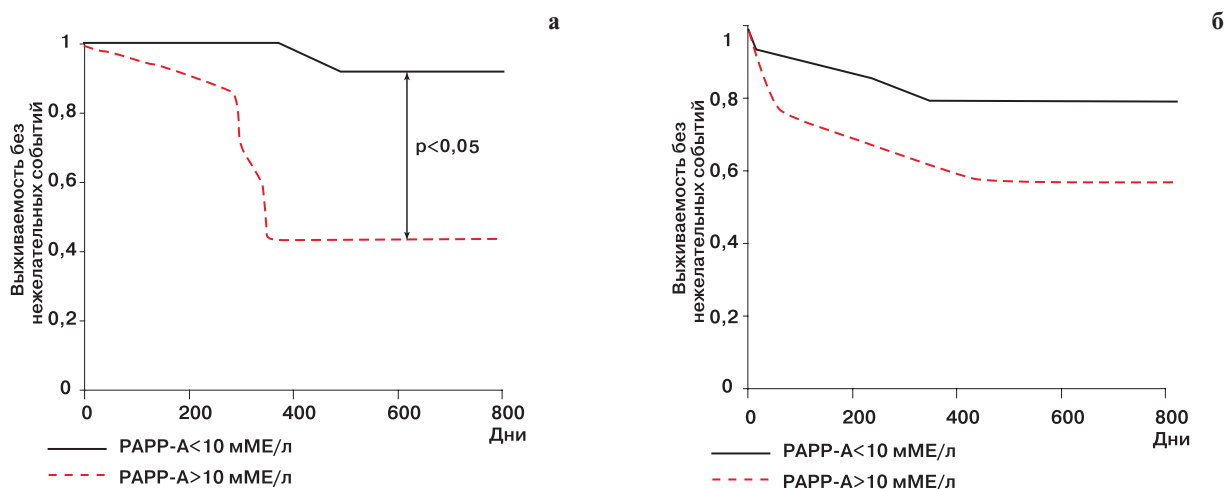 а
Выживаемость без
нежелательных событий
1
0,8
0,6
0,4
0,2
0
p<0,05
0
200
400
600
800
Дни
PAPP-A<10 мМЕ/л
PAPP-A>10 мМЕ/л
б
Выживаемость без
нежелательных событий
1
0,8
0,6
0,4
0,2
0
0
200
400
600
800
Дни
PAPP-A<10 мМЕ/л
PAPP-A>10 мМЕ/л